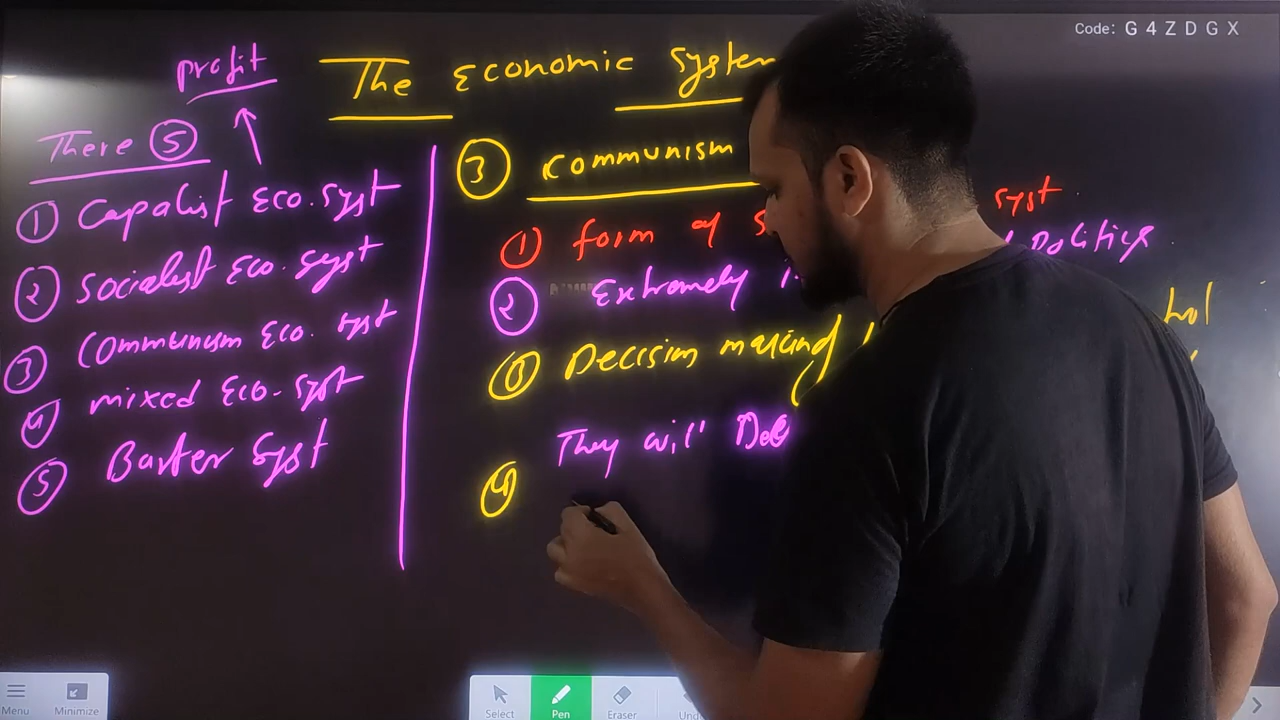 Code: G 4 Z D G X
profit
The Economic System
There 5
1 Capalist Eco. Syst
2 Socialist Eco. Syst
3 Communism Eco. Syst
4 mixed Eco. Syst
5 Barter Syst
3 Communism
1 form of syst
2 Extremely Politics
Decision making
They will
4
Menu
Minimize
Select
Pen
Eraser
Und